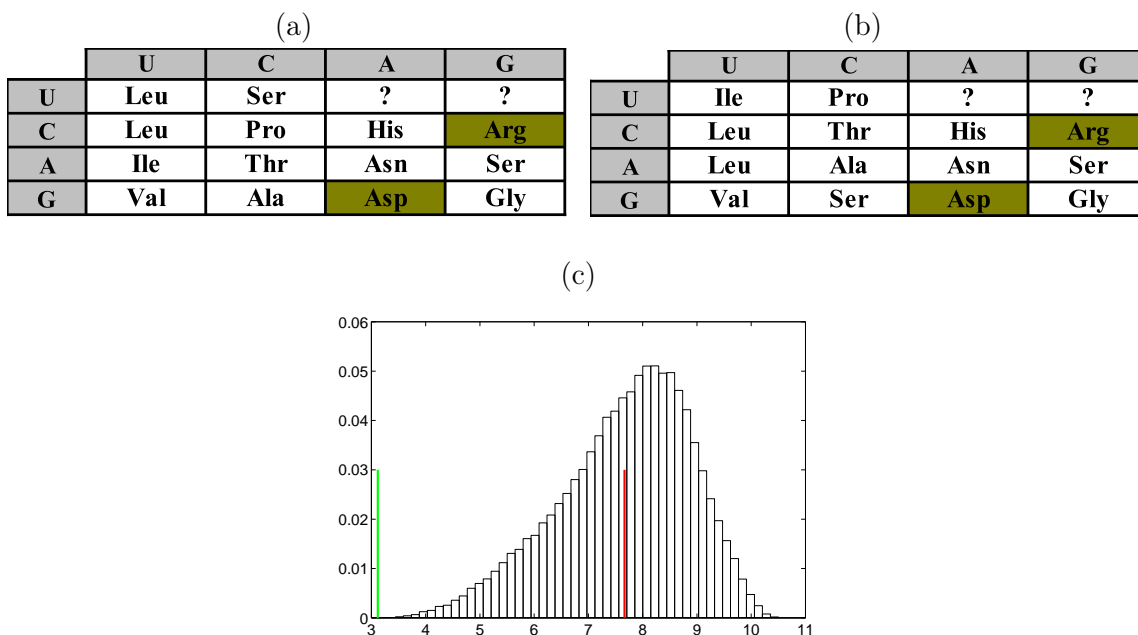 (a)
U C A G
U Leu Ser ? ?
C Leu Pro His Arg
A Ile Thr Asn Ser
G Val Ala Asp Gly
(b)
U C A G
U Ile Pro ? ?
C Leu Thr His Arg
A Leu Ala Asn Ser
G Val Ser Asp Gly
(c)
0.06
0.05
0.04
0.03
0.02
0.01
0
3 4 5 6 7 8 9 10 11